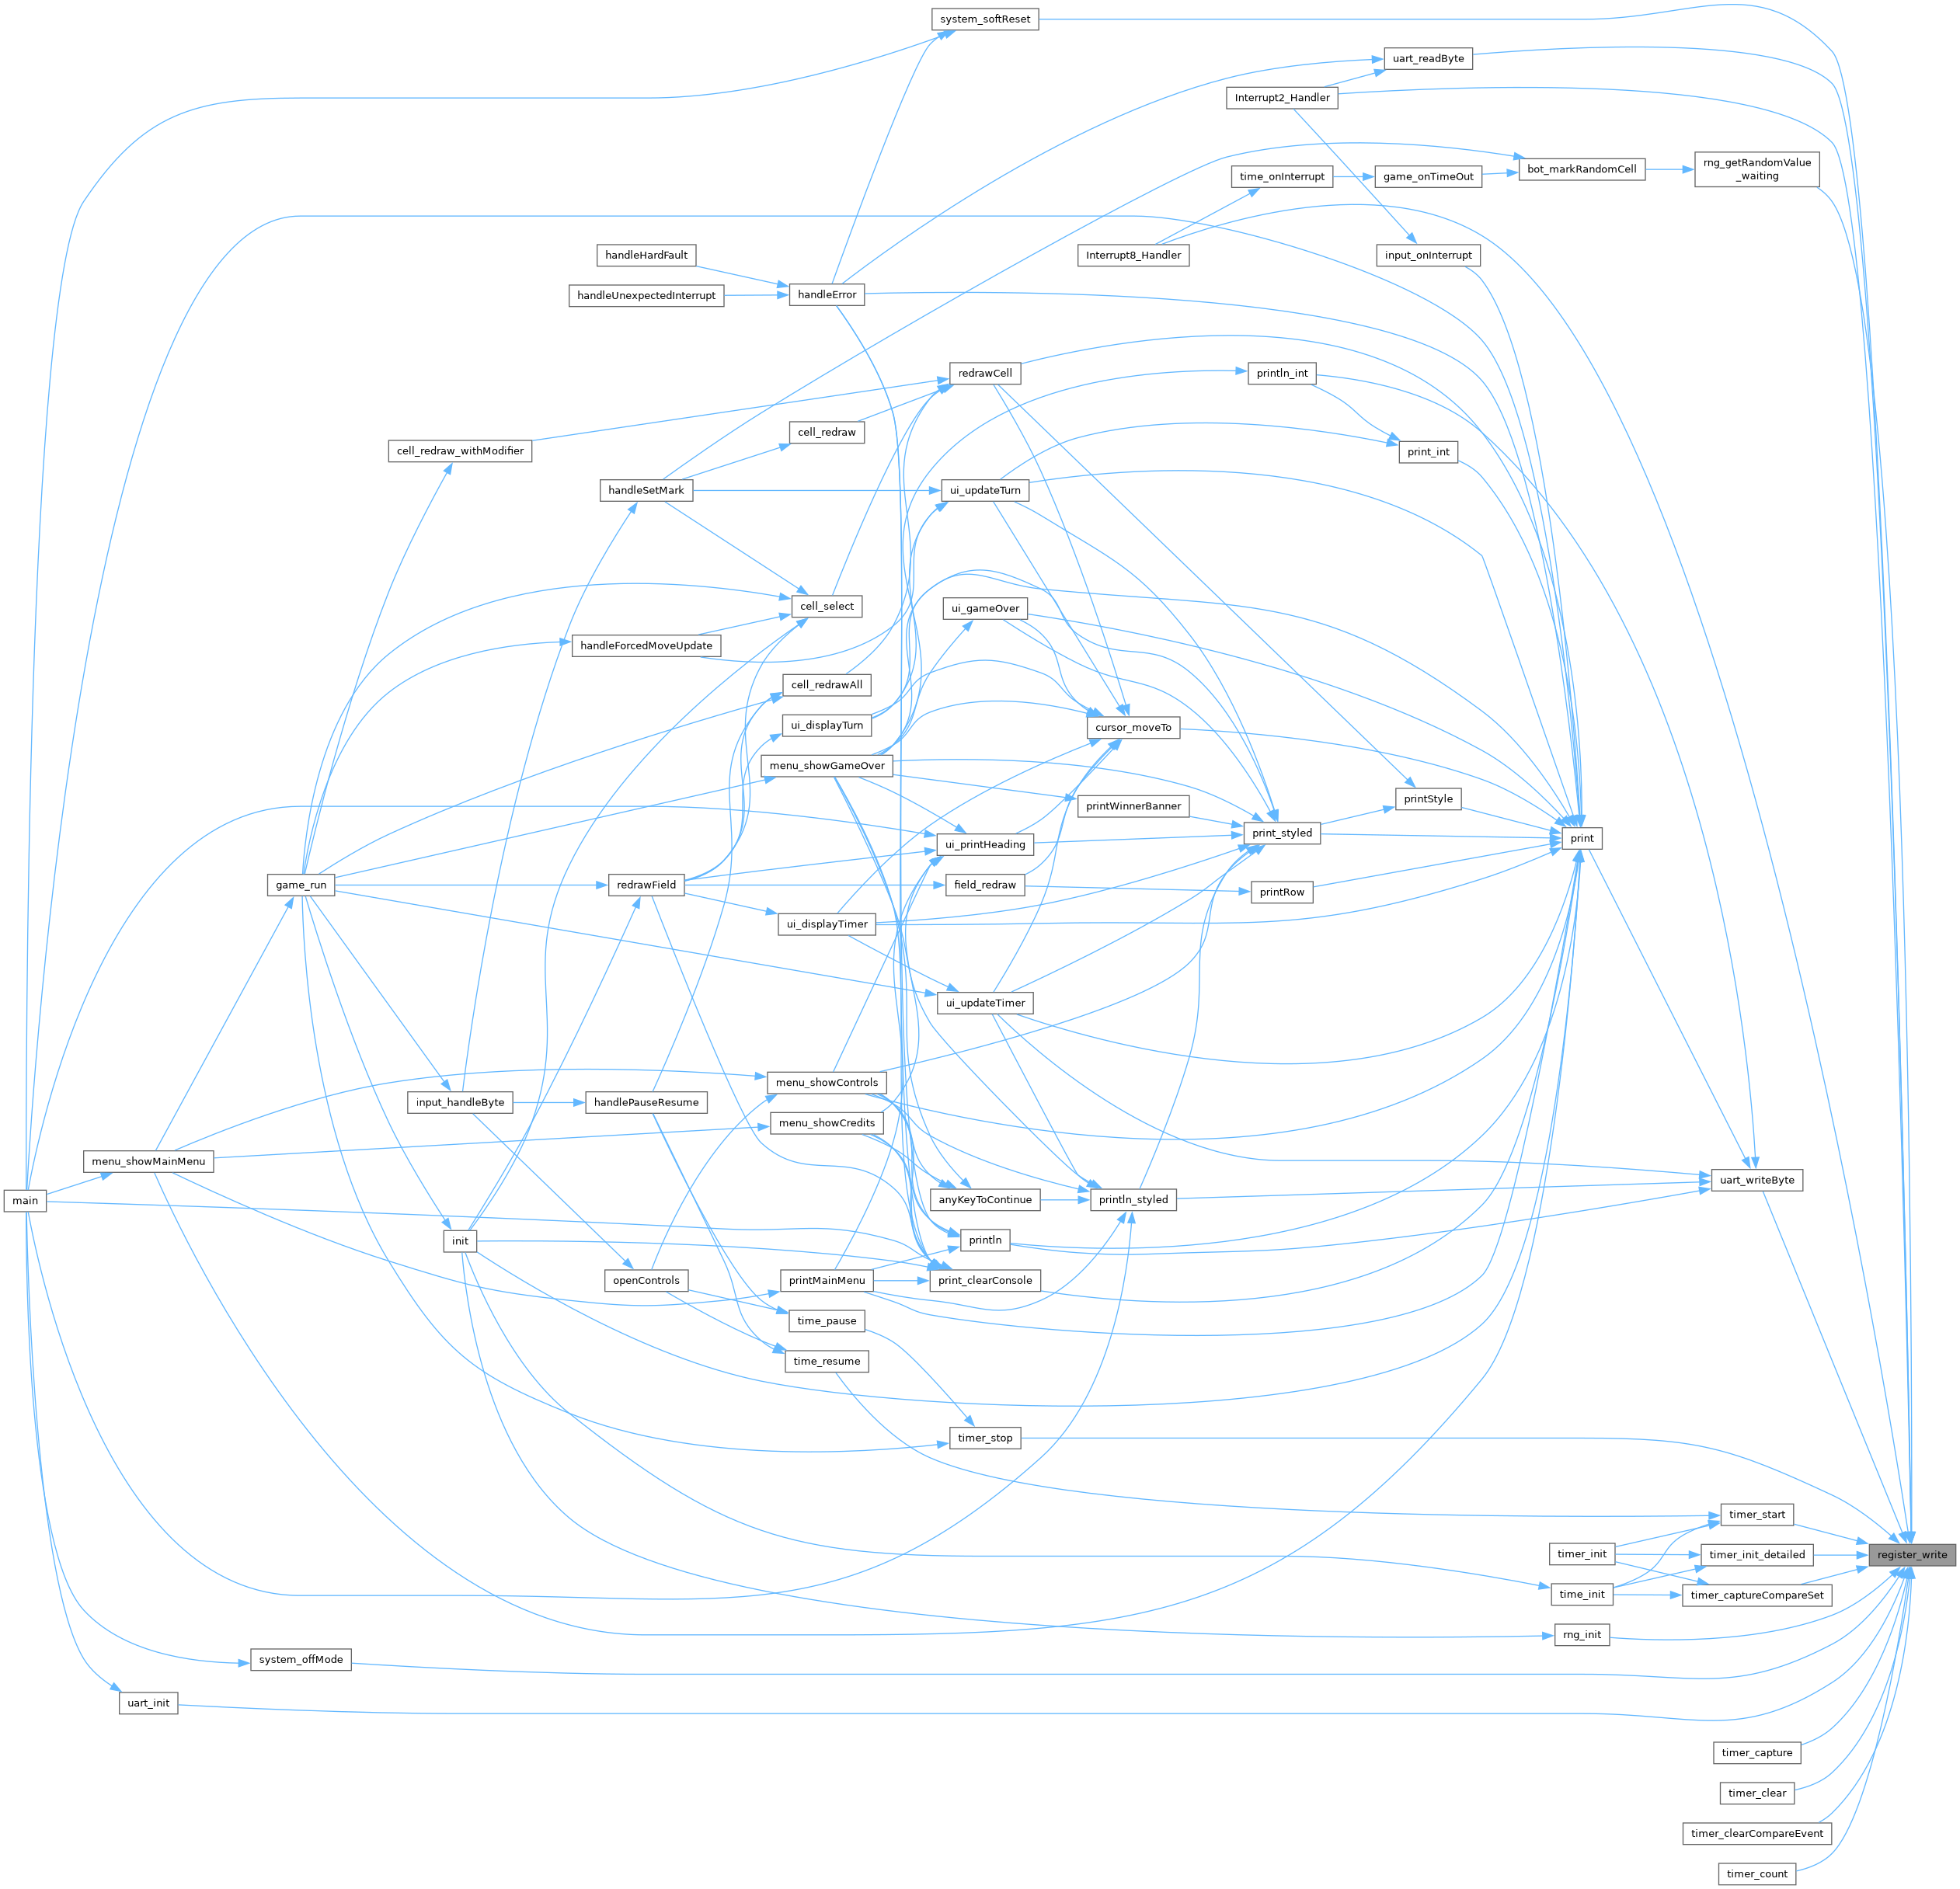 system_softReset
uart_readByte
Interrupt2_Handler
rng_getRandomValue
_waiting
bot_markRandomCell
game_onTimeOut
time_onInterrupt
handleHardFault
Interrupt8_Handler
input_onInterrupt
handleUnexpectedInterrupt
handleError
redrawCell
println_int
cell_redraw
cell_redraw_withModifier
print_int
handleSetMark
ui_updateTurn
cell_select
ui_gameOver
handleForcedMoveUpdate
cell_redrawAll
ui_displayTurn
cursor_moveTo
menu_showGameOver
printWinnerBanner
printStyle
print_styled
print
ui_printHeading
game_run
redrawField
field_redraw
printRow
ui_displayTimer
ui_updateTimer
menu_showControls
input_handleByte
handlePauseResume
menu_showCredits
menu_showMainMenu
main
anyKeyToContinue
println_styled
uart_writeByte
init
println
openControls
printMainMenu
print_clearConsole
time_pause
time_resume
timer_stop
timer_start
timer_init
timer_init_detailed
register_write
time_init
timer_captureCompareSet
rng_init
system_offMode
uart_init
timer_capture
timer_clear
timer_clearCompareEvent
timer_count